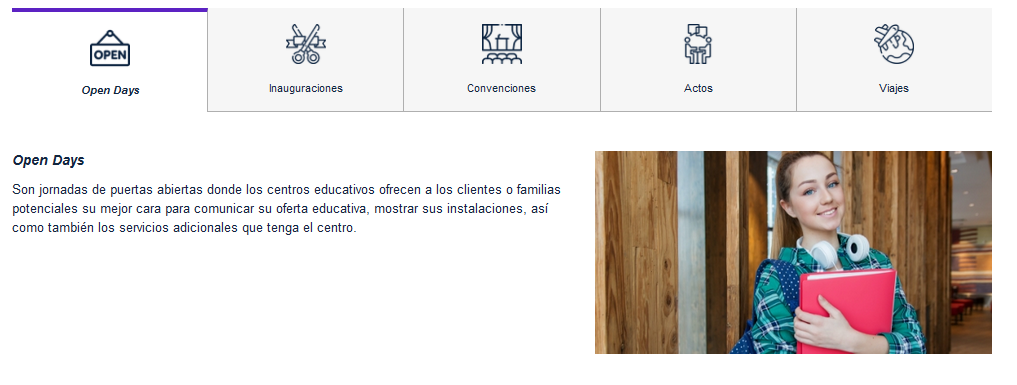 OPEN
Open Days
Inauguraciones
Convenciones
Actos
Viajes
Open Days
Son jornadas de puertas abiertas donde los centros educativos ofrecen a los clientes o familias
potenciales su mejor cara para comunicar su oferta educativa, mostrar sus instalaciones, así
como también los servicios adicionales que tenga el centro.